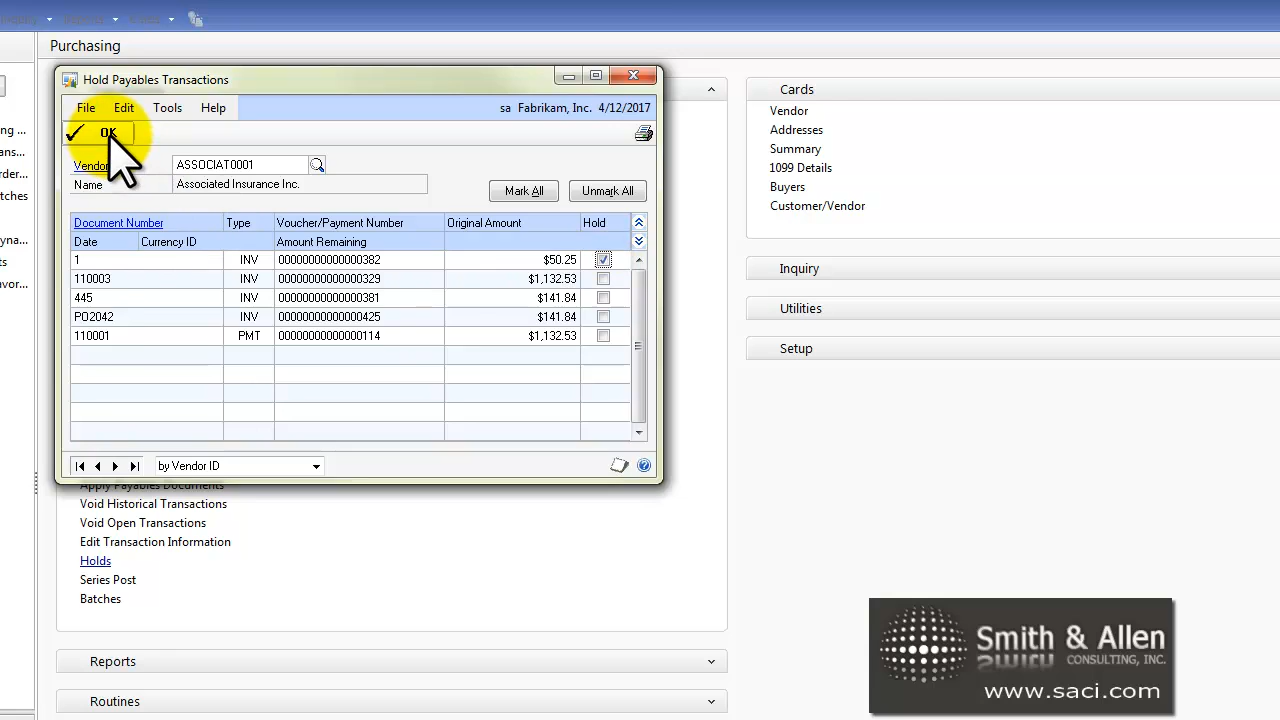 Purchasing
Hold Payables Transactions
File Edit Tools Help sa Fabrikam, Inc. 4/12/2017
OK
Vendor ASSOCIAT0001
Name Associated Insurance Inc. Mark All Unmark All
Document Number Type Voucher/Payment Number Original Amount Hold
Date Currency ID Amount Remaining
1 INV 00000000000000382 $50.25
110003 INV 00000000000000329 $1,132.53
445 INV 00000000000000381 $141.84
PO2042 INV 00000000000000425 $141.84
110001 PMT 00000000000000114 $1,132.53
by Vendor ID
Apply Payables Documents
Void Historical Transactions
Void Open Transactions
Edit Transaction Information
Holds
Series Post
Batches
Reports
Routines
Cards
Vendor
Addresses
Summary
1099 Details
Buyers
Customer/Vendor
Inquiry
Utilities
Setup
Smith & Allen
CONSULTING, INC.
www.saci.com